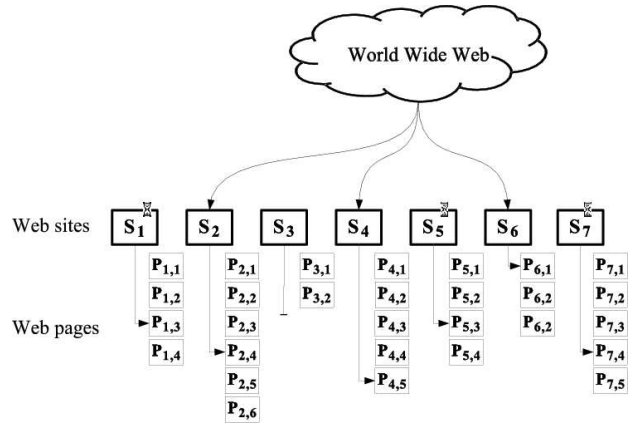 World Wide Web
Web sites
S1 S2 S3 S4 S5 S6 S7
P1,1 P2,1 P3,1 P4,1 P5,1 P6,1 P7,1
P1,2 P2,2 P3,2 P4,2 P5,2 P6,2 P7,2
Web pages
P1,3 P2,3 P4,3 P5,3 P6,2 P7,3
P1,4 P2,4 P4,4 P5,4 P7,4
P2,5 P4,5 P7,5
P2,6